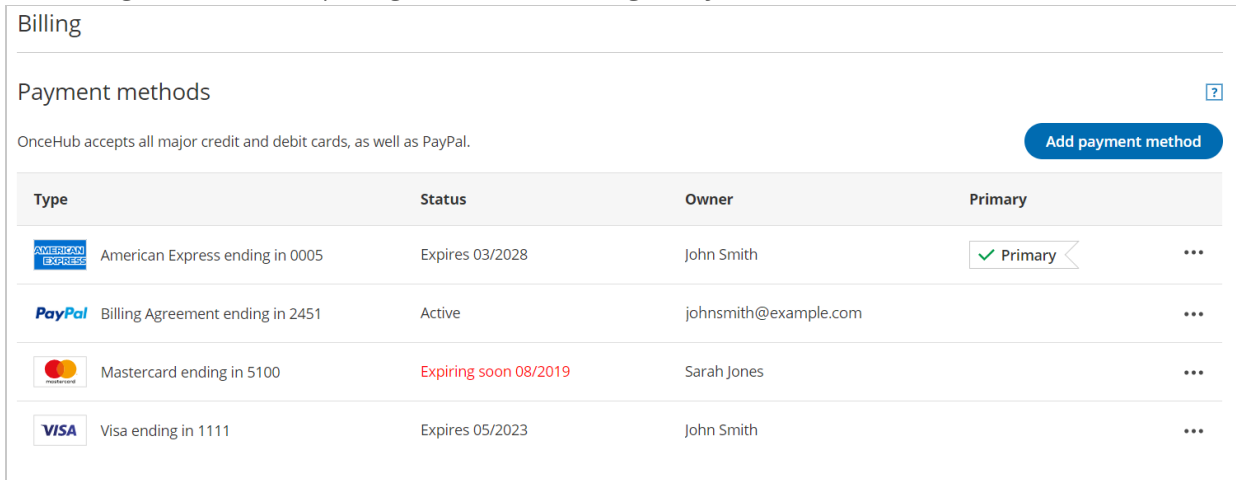 Billing
Payment methods
?
OnceHub accepts all major credit and debit cards, as well as PayPal.
Add payment method
Type Status Owner Primary
AMERICAN EXPRESS American Express ending in 0005 Expires 03/2028 John Smith Primary
PayPal Billing Agreement ending in 2451 Active johnsmith@example.com
mastercard Mastercard ending in 5100 Expiring soon 08/2019 Sarah Jones
VISA Visa ending in 1111 Expires 05/2023 John Smith